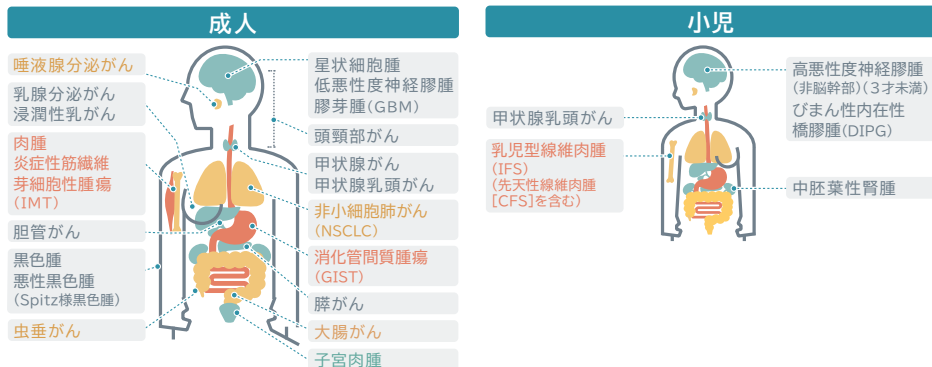 成人
唾液腺分泌がん
乳腺分泌がん
浸潤性乳がん
肉腫
炎症性筋繊維
芽細胞性腫瘍
(IMT)
胆管がん
黒色腫
悪性黒色腫
(Spitz様黒色腫)
虫垂がん
星状細胞腫
低悪性度神経膠腫
膠芽腫(GBM)
頭頸部がん
甲状腺がん
甲状腺乳頭がん
非小細胞肺がん
(NSCLC)
消化管間質腫瘍
(GIST)
膵がん
大腸がん
子宮肉腫
小児
甲状腺乳頭がん
乳児型線維肉腫
(IFS)
(先天性線維肉腫
[CFS]を含む)
高悪性度神経膠腫
(非脳幹部)(3才未満)
びまん性内在性
橋膠腫(DIPG)
中胚葉性腎腫